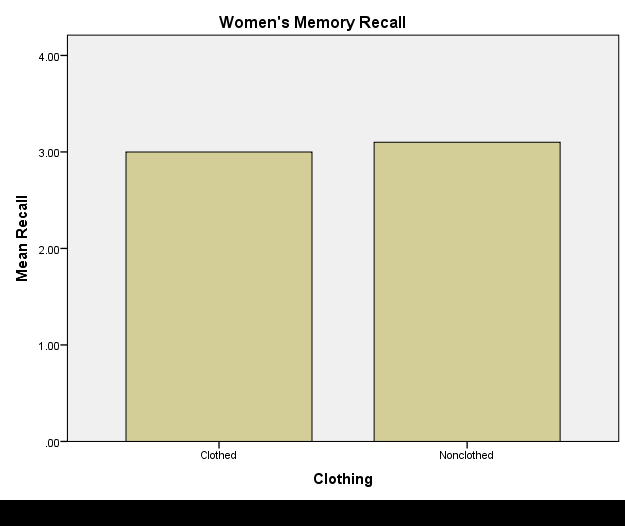 Women's Memory Recall
4.00
3.00
2.00
1.00
.00
Mean Recall
Clothed
Nonclothed
Clothing